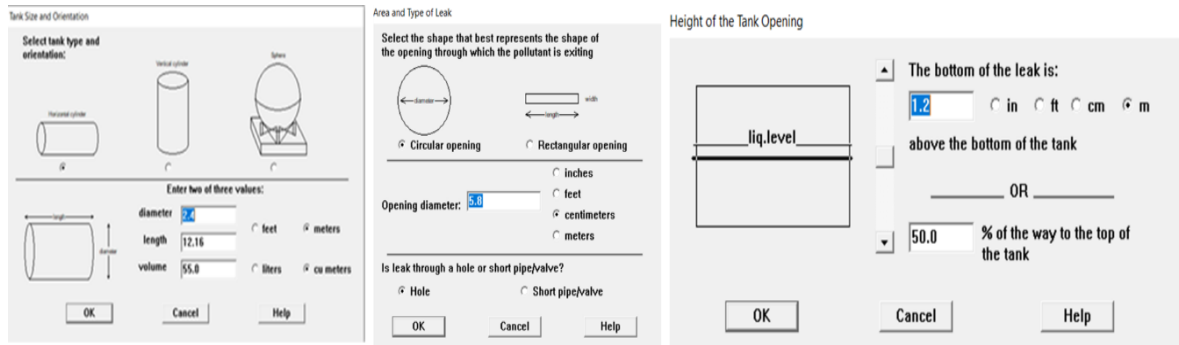 Tank Size and Orientation
Select tank type and
orientation:
Horizontal cylinder
Vertical cylinder
Sphere
Enter two of three values:
length
diameter
diameter 2.4
length 12.16
feet meters
volume 55.0 liters cu meters
OK Cancel Help
Area and Type of Leak
Select the shape that best represents the shape of
the opening through which the pollutant is exiting
diameter
width
length
Circular opening Rectangular opening
Opening diameter: 5.8
inches
feet
centimeters
meters
Is leak through a hole or short pipe/valve?
Hole Short pipe/valve
OK Cancel Help
Height of the Tank Opening
liq.level
The bottom of the leak is:
1.2 in ft cm m
above the bottom of the tank
OR
50.0 % of the way to the top of
the tank
OK Cancel Help